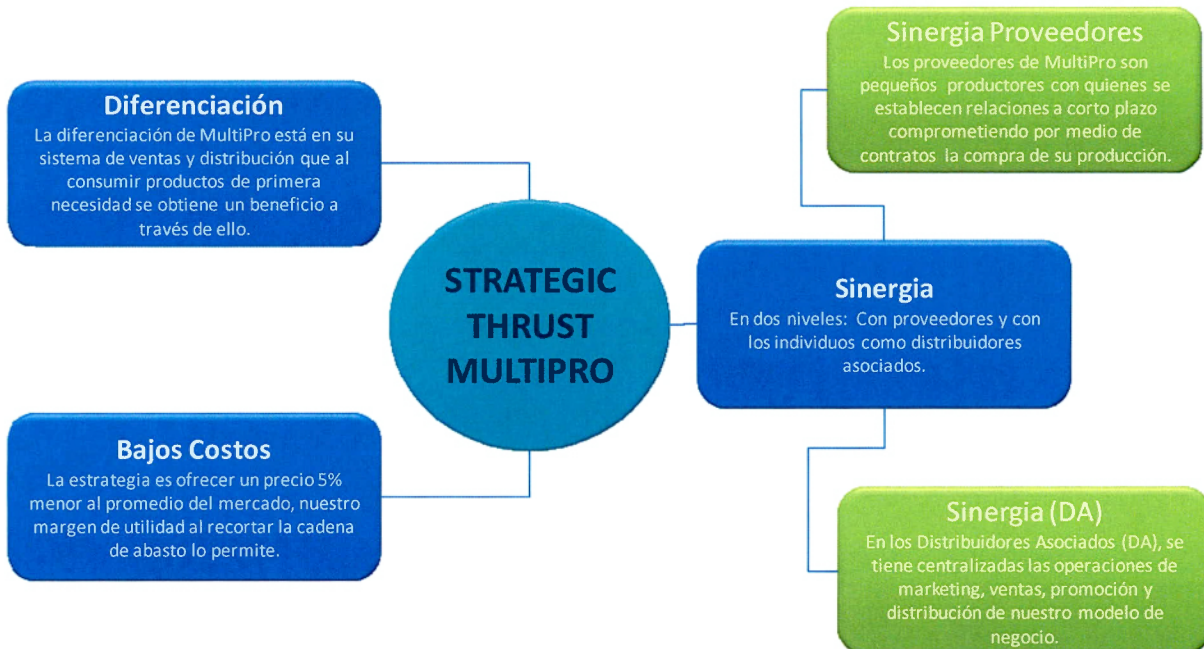 Diferenciación
La diferenciación de MultiPro está en su
sistema de ventas y distribución que al
consumir productos de primera
necesidad se obtiene un beneficio a
través de ello.
Bajos Costos
La estrategia es ofrecer un precio 5%
menor al promedio del mercado, nuestro
margen de utilidad al recortar la cadena
de abasto lo permite.
STRATEGIC
THRUST
MULTIPRO
Sinergia Proveedores
Los proveedores de MultiPro son
pequeños productores con quienes se
establecen relaciones a corto plazo
comprometiendo por medio de
contratos la compra de su producción.
Sinergia
En dos niveles: Con proveedores y con
los individuos como distribuidores
asociados.
Sinergia (DA)
En los Distribuidores Asociados (DA), se
tiene centralizadas las operaciones de
marketing, ventas, promoción y
distribución de nuestro modelo de
negocio.